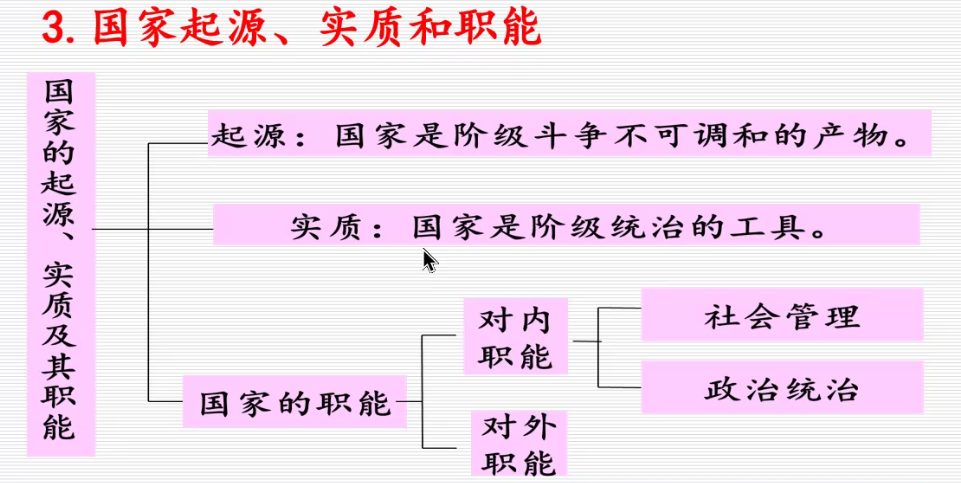 3. 国家起源、实质和职能
国家的起源、实质及其职能
起源：国家是阶级斗争不可调和的产物。
实质：国家是阶级统治的工具。
国家的职能
对内
职能
社会管理
政治统治
对外
职能